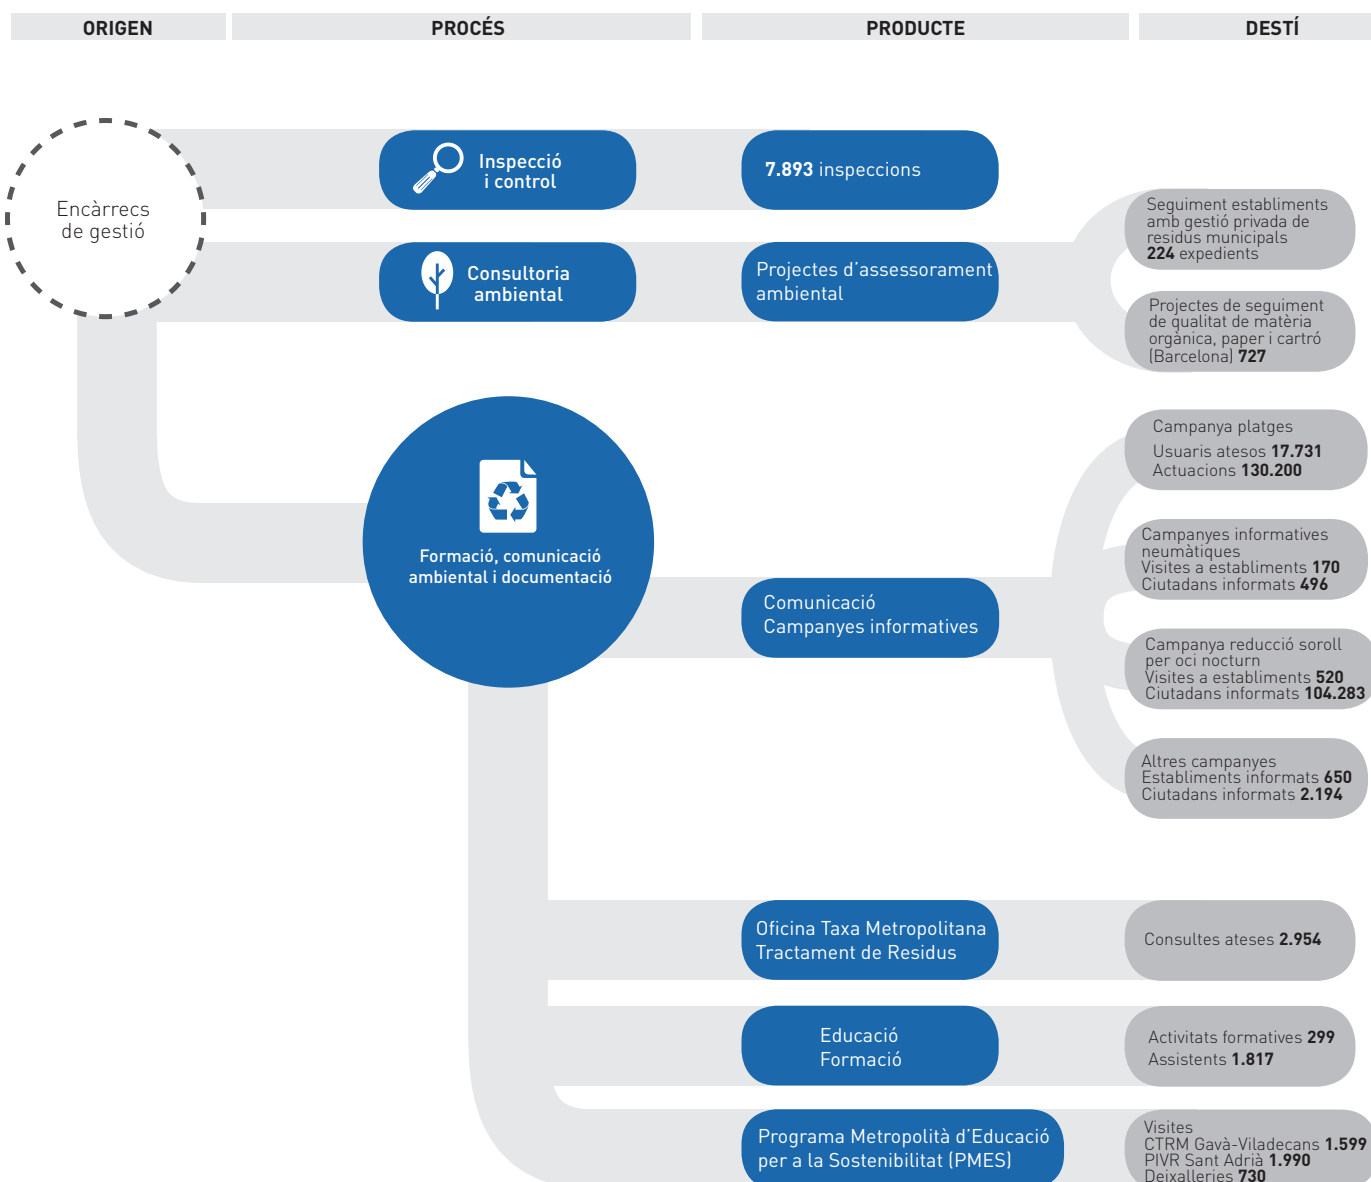 ORIGEN
PROCÉS
PRODUCTE
DESTÍ
Encàrrecs
de gestió
Inspecció
i control
7.893 inspeccions
Consultoria
ambiental
Projectes d'assessorament
ambiental
Seguiment establiments
amb gestió privada de
residus municipals
224 expedients
Projectes de seguiment
de qualitat de matèria
orgànica, paper i cartró
(Barcelona) 727
Formació, comunicació
ambiental i documentació
Comunicació
Campanyes informatives
Campanya platges
Usuaris atesos 17.731
Actuacions 130.200
Campanyes informatives
neumàtiques
Visites a establiments 170
Ciutadans informats 496
Campanya reducció soroll
per oci nocturn
Visites a establiments 520
Ciutadans informats 104.283
Altres campanyes
Establiments informats 650
Ciutadans informats 2.194
Oficina Taxa Metropolitana
Tractament de Residus
Consultes ateses 2.954
Educació
Formació
Activitats formatives 299
Assistents 1.817
Programa Metropolità d'Educació
per a la Sostenibilitat (PMES)
Visites
CTRM Gavà-Viladecans 1.599
PIVR Sant Adrià 1.990
Deixalleries 730